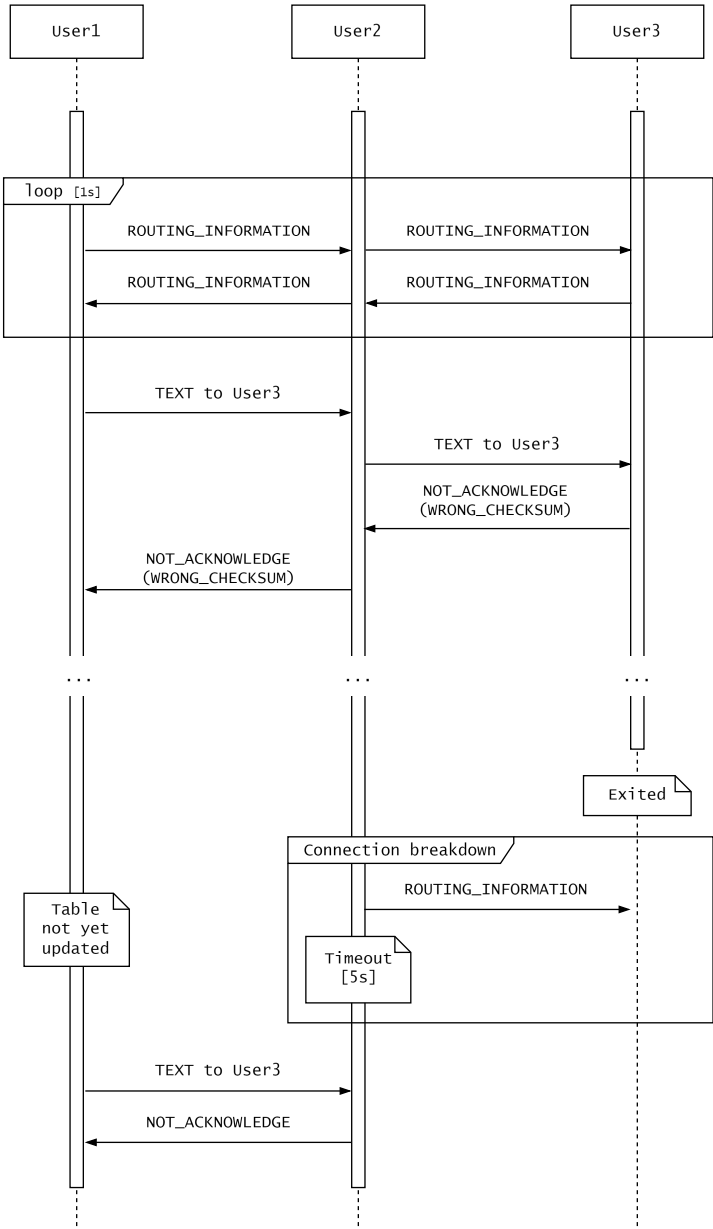 User1
User2
User3
loop [1s]
ROUTING_INFORMATION
ROUTING_INFORMATION
ROUTING_INFORMATION
ROUTING_INFORMATION
TEXT to User3
TEXT to User3
NOT_ACKNOWLEDGE
(WRONG_CHECKSUM)
NOT_ACKNOWLEDGE
(WRONG_CHECKSUM)
...
...
...
Exited
Connection breakdown
ROUTING_INFORMATION
Table
not yet
updated
Timeout
[5s]
TEXT to User3
NOT_ACKNOWLEDGE